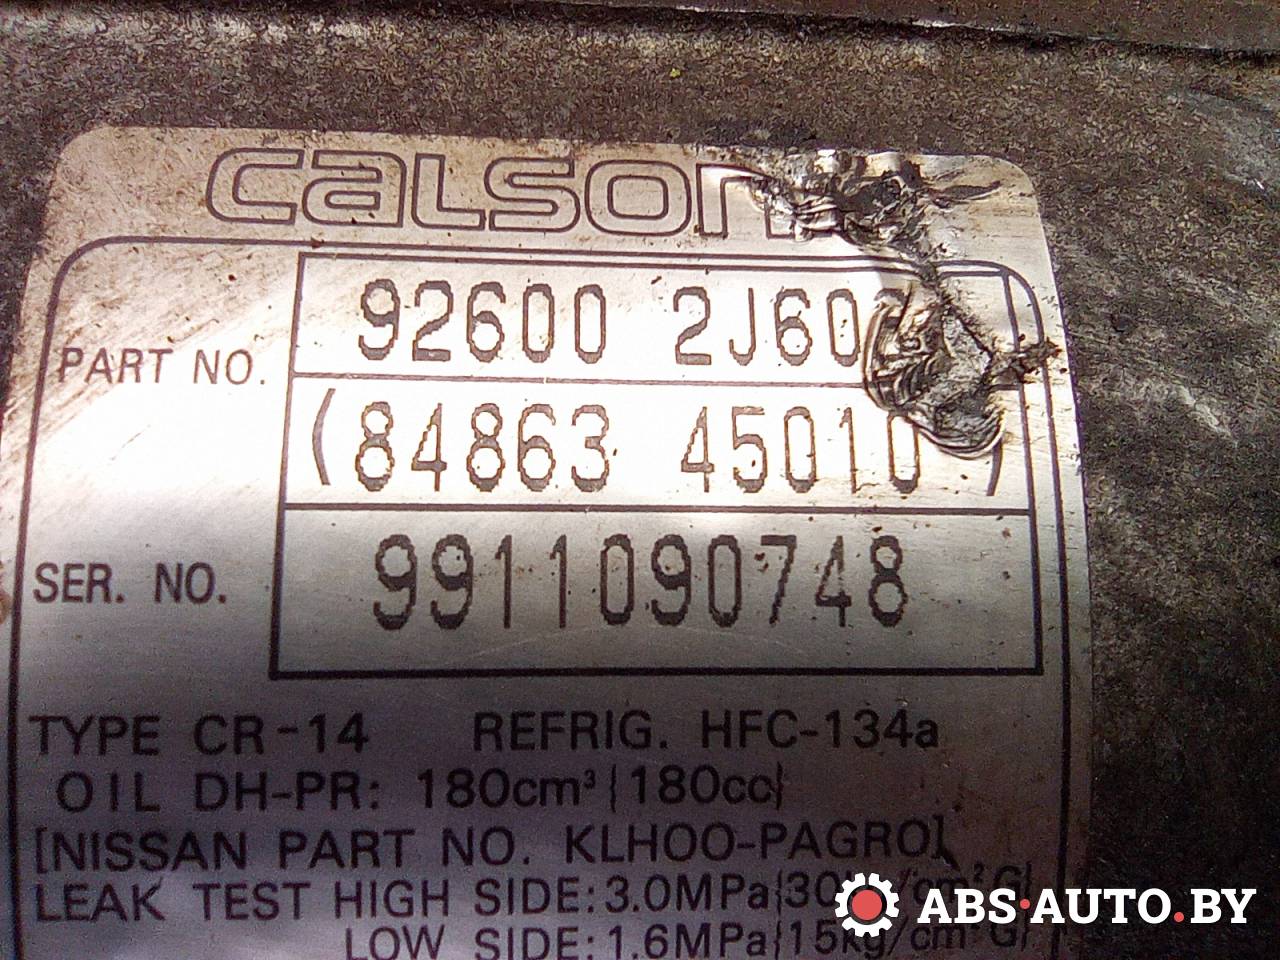 calson
PART NO. 92600 2J60
(84863 45010)
SER. NO. 9911090748
TYPE CR-14 REFRIG. HFC-134a
OIL DH-PR: 180cm³{180cc}
[NISSAN PART NO. KLHOO-PAGRO]
LEAK TEST HIGH SIDE:3.0MPa{30kg/cm²G}
LOW SIDE:1.6MPa{15kg/cm²G}
ABS·AUTO.BY